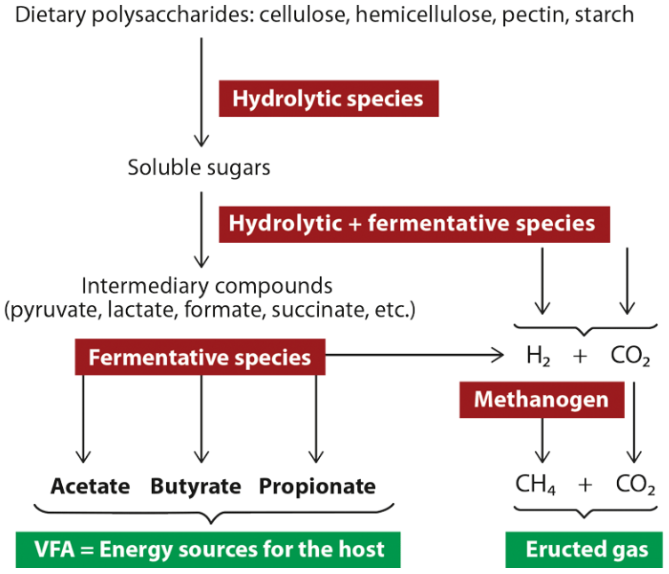 Dietary polysaccharides: cellulose, hemicellulose, pectin, starch
Hydrolytic species
Soluble sugars
Hydrolytic + fermentative species
Intermediary compounds
(pyruvate, lactate, formate, succinate, etc.)
Fermentative species
H₂ + CO₂
Methanogen
Acetate Butyrate Propionate
CH₄ + CO₂
VFA = Energy sources for the host
Eructed gas